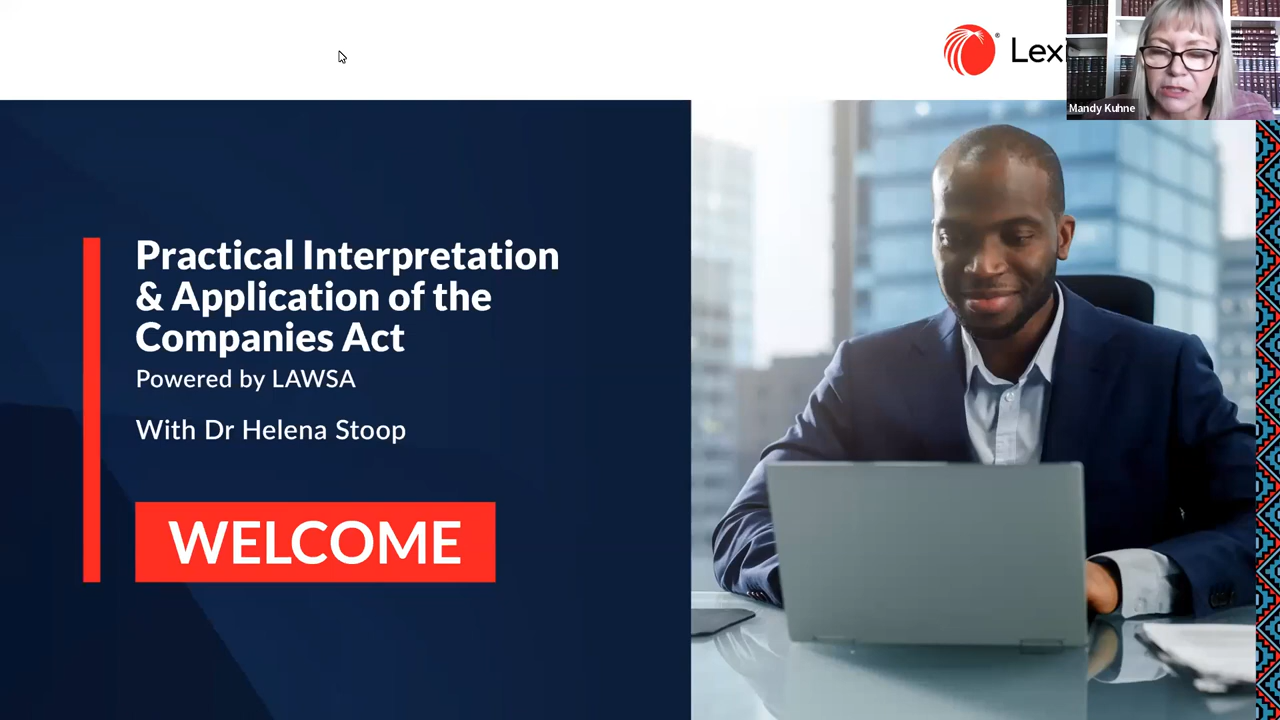 Lex
Mandy Kuhne
Practical Interpretation
& Application of the
Companies Act
Powered by LAWSA
With Dr Helena Stoop
WELCOME